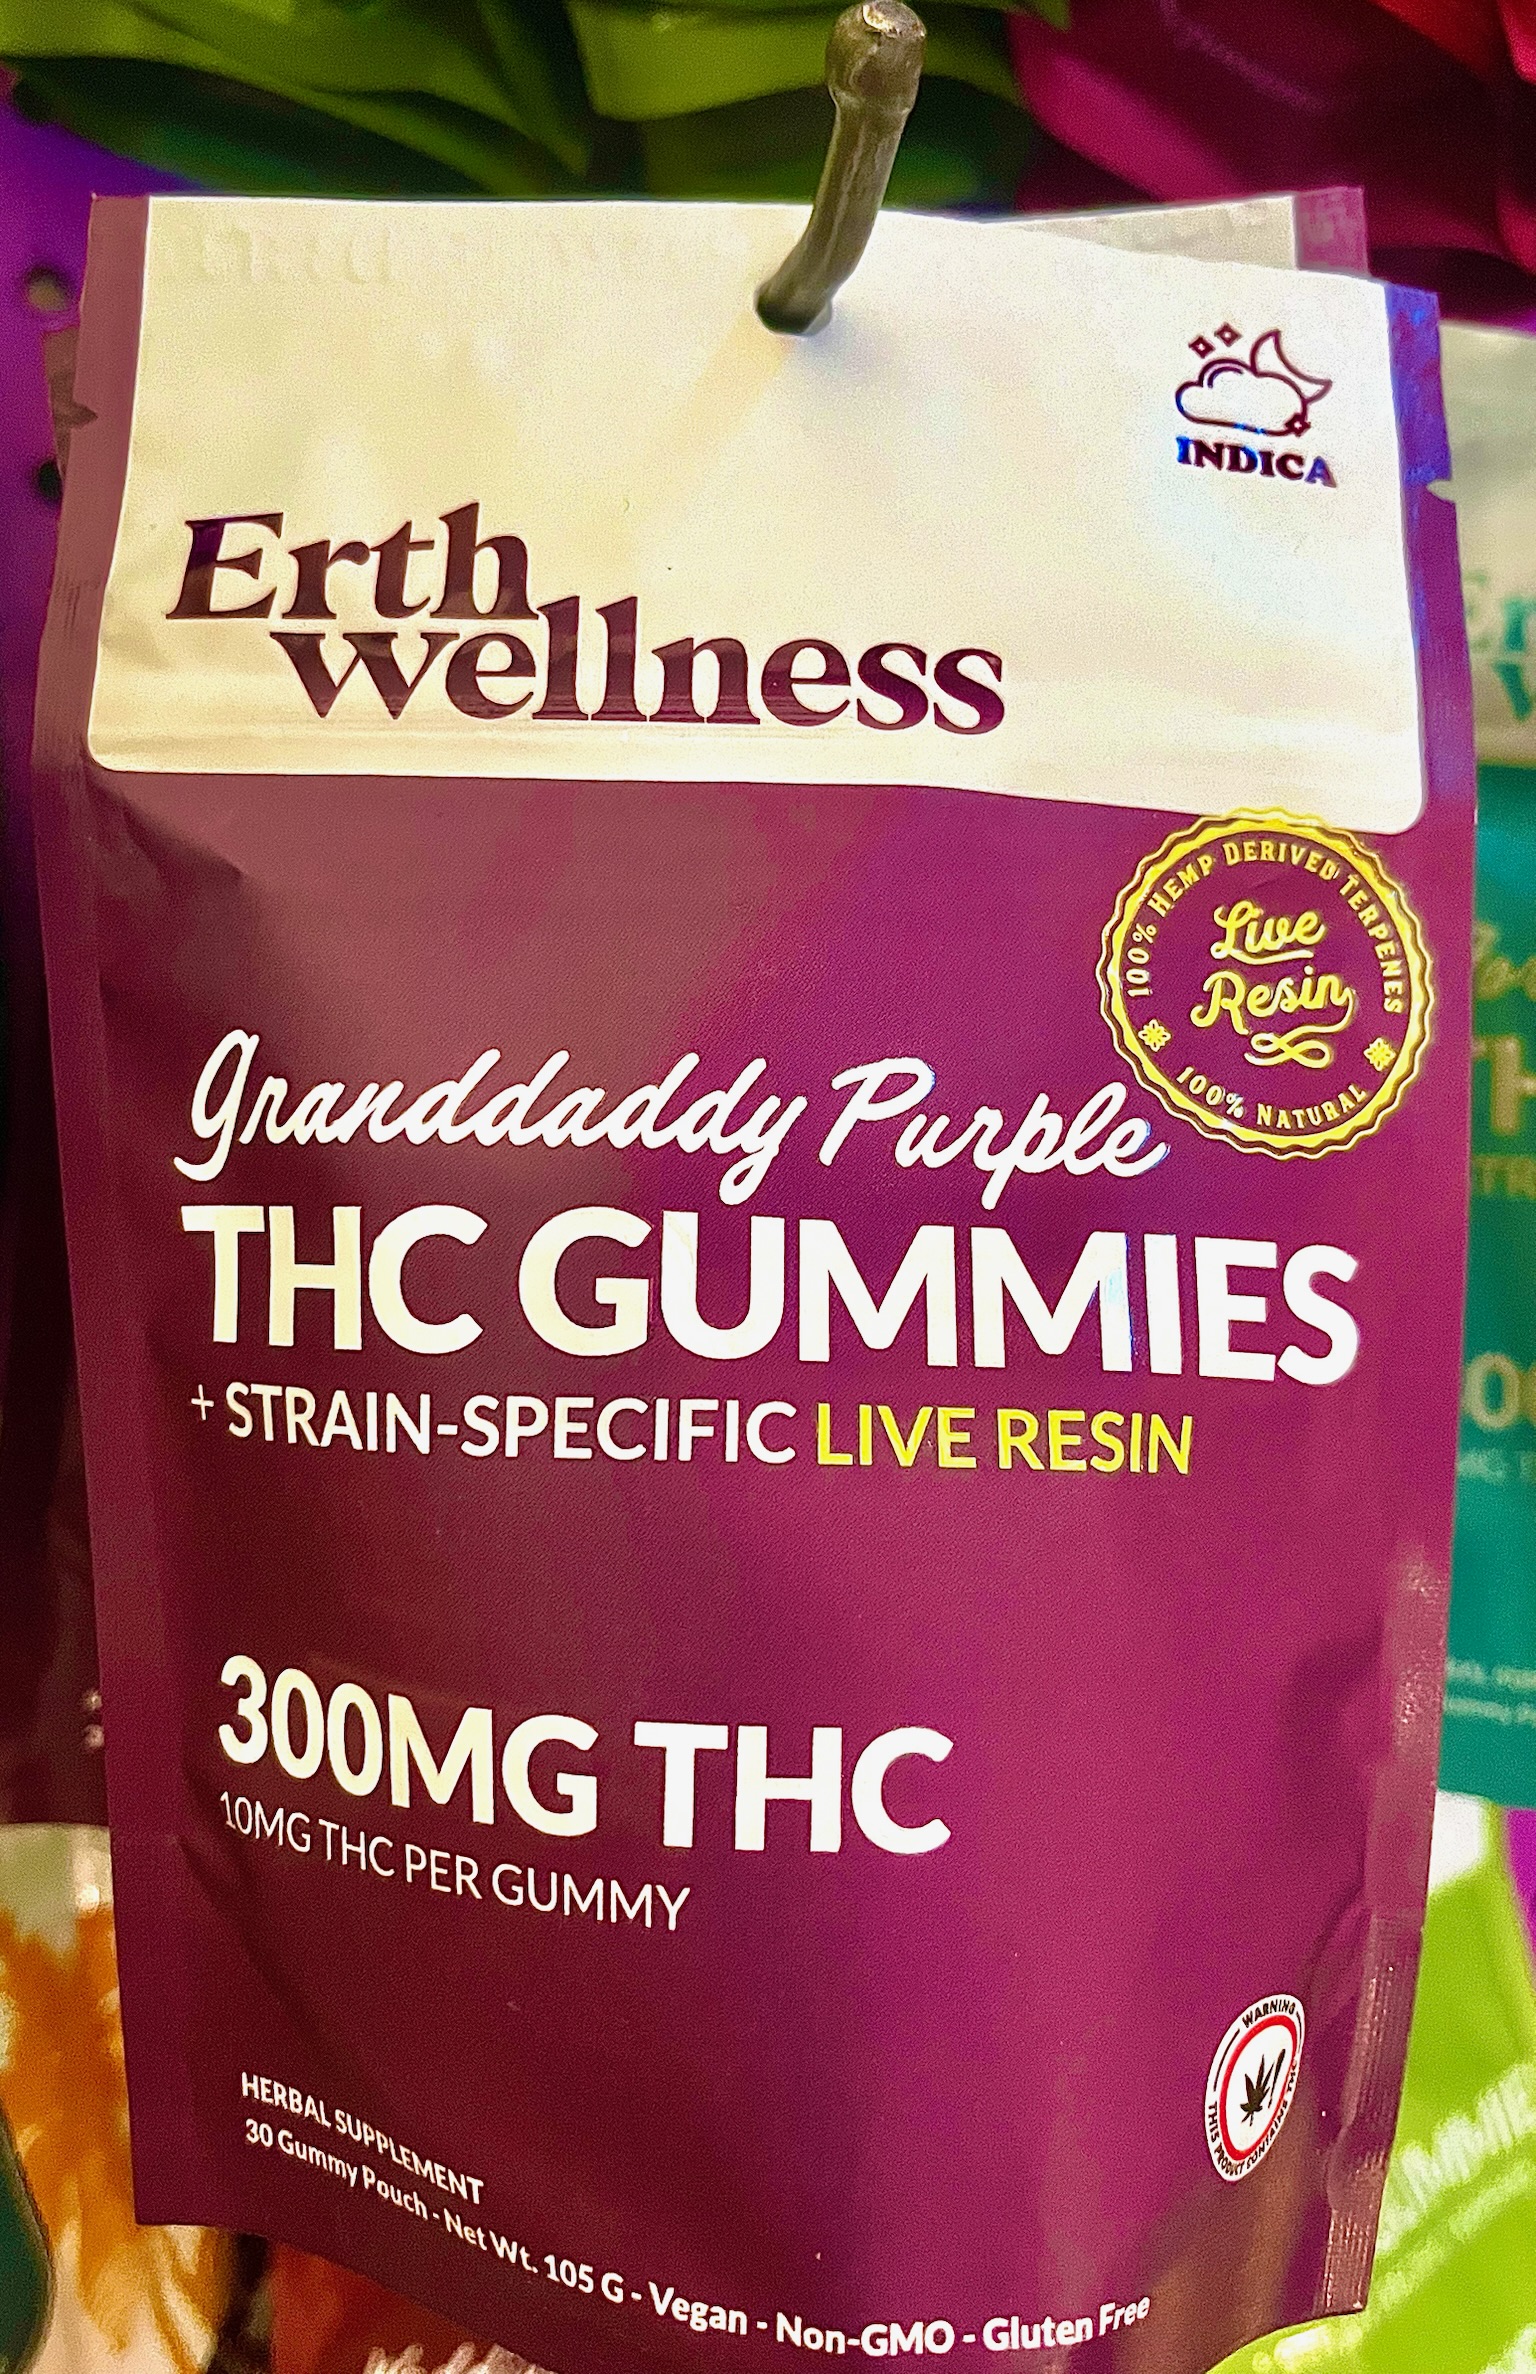 INDICA
Erth
wellness
100% HEMP DERIVED TERPENES
Live
Resin
100% NATURAL
Granddaddy Purple
THC GUMMIES
+ STRAIN-SPECIFIC LIVE RESIN
300MG THC
10MG THC PER GUMMY
WARNING
THIS PRODUCT CONTAINS THC
HERBAL SUPPLEMENT
30 Gummy Pouch - Net Wt. 105 G - Vegan - Non-GMO - Gluten Free